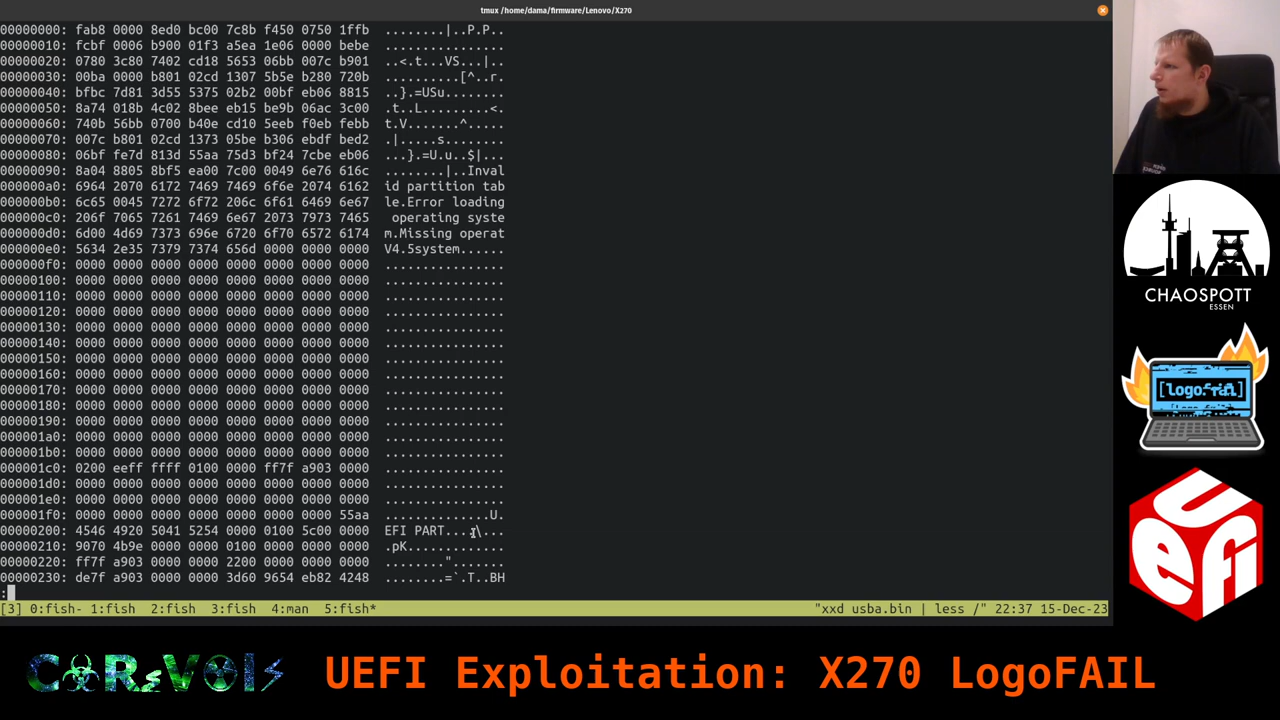 tmux /home/dama/firmware/Lenovo/X270
00000000: fab8 0000 8ed0 bc00 7c8b f450 0750 1ffb ........|..P.P..
00000010: fcbf 0006 b900 01f3 a5ea 1e06 0000 bebe ................
00000020: 0780 3c80 7402 cd18 5653 06bb 007c b901 ..<.t...VS...|..
00000030: 00ba 0000 b801 02cd 1307 5b5e b280 720b ..........[^..r.
00000040: bfbc 7d81 3d55 5375 02b2 00bf eb06 8815 ..}.=USu........
00000050: 8a74 018b 4c02 8bee eb15 be9b 06ac 3c00 .t..L.........<.
00000060: 740b 56bb 0700 b40e cd10 5eeb f0eb febb t.V.......^.....
00000070: 007c b801 02cd 1373 05be b306 ebdf bed2 .|.....s........
00000080: 06bf fe7d 813d 55aa 75d3 bf24 7cbe eb06 ...}.=U.u..$|...
00000090: 8a04 8805 8bf5 ea00 7c00 0049 6e76 616c ........|..Inval
000000a0: 6964 2070 6172 7469 7469 6f6e 2074 6162 id partition tab
000000b0: 6c65 0045 7272 6f72 206c 6f61 6469 6e67 le.Error loading
000000c0: 206f 7065 7261 7469 6e67 2073 7973 7465 operating syste
000000d0: 6d00 4d69 7373 696e 6720 6f70 6572 6174 m.Missing operat
000000e0: 5634 2e35 7379 7374 656d 0000 0000 0000 V4.5system......
000000f0: 0000 0000 0000 0000 0000 0000 0000 0000 ................
00000100: 0000 0000 0000 0000 0000 0000 0000 0000 ................
00000110: 0000 0000 0000 0000 0000 0000 0000 0000 ................
00000120: 0000 0000 0000 0000 0000 0000 0000 0000 ................
00000130: 0000 0000 0000 0000 0000 0000 0000 0000 ................
00000140: 0000 0000 0000 0000 0000 0000 0000 0000 ................
00000150: 0000 0000 0000 0000 0000 0000 0000 0000 ................
00000160: 0000 0000 0000 0000 0000 0000 0000 0000 ................
00000170: 0000 0000 0000 0000 0000 0000 0000 0000 ................
00000180: 0000 0000 0000 0000 0000 0000 0000 0000 ................
00000190: 0000 0000 0000 0000 0000 0000 0000 0000 ................
000001a0: 0000 0000 0000 0000 0000 0000 0000 0000 ................
000001b0: 0000 0000 0000 0000 0000 0000 0000 0000 ................
000001c0: 0200 eeff ffff 0100 0000 ff7f a903 0000 ................
000001d0: 0000 0000 0000 0000 0000 0000 0000 0000 ................
000001e0: 0000 0000 0000 0000 0000 0000 0000 0000 ................
000001f0: 0000 0000 0000 0000 0000 0000 0000 55aa ..............U.
00000200: 4546 4920 5041 5254 0000 0100 5c00 0000 EFI PART....\...
00000210: 9070 4b9e 0000 0000 0100 0000 0000 0000 .pK.............
00000220: ff7f a903 0000 0000 2200 0000 0000 0000 ........".......
00000230: de7f a903 0000 0000 3d60 9654 eb82 4248 ........=`.T..BH
:
[3] 0:fish- 1:fish 2:fish 3:fish 4:man 5:fish* "xxd usba.bin | less /" 22:37 15-Dec-23
CHAOSPOTT
ESSEN
[logofail]
UEFI
UEFI Exploitation: X270 LogoFAIL